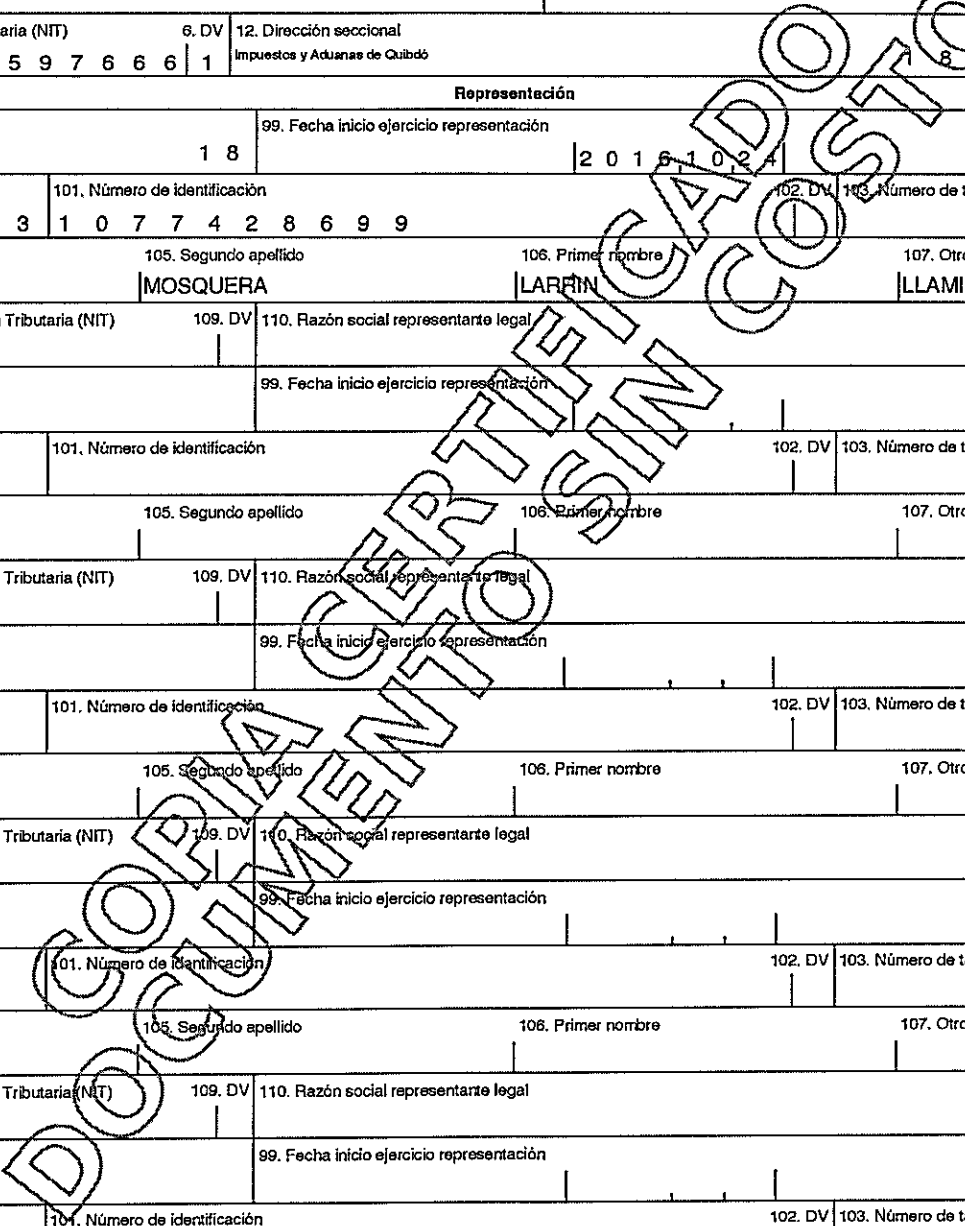 aria (NIT) 6. DV 12. Dirección seccional
5 9 7 6 6 6 1 Impuestos y Aduanas de Quibdó 1 8
Representación
99. Fecha inicio ejercicio representación
1 8 2 0 1 6 1 0 2 4
101. Número de identificación 102. DV 103. Número de t
3 1 0 7 7 4 2 8 6 9 9
105. Segundo apellido 106. Primer nombre 107. Otro
MOSQUERA LARRIN LLAMI
Tributaria (NIT) 109. DV 110. Razón social representante legal
99. Fecha inicio ejercicio representación
101. Número de identificación 102. DV 103. Número de t
105. Segundo apellido 106. Primer nombre 107. Otro
Tributaria (NIT) 109. DV 110. Razón social representante legal
99. Fecha inicio ejercicio representación
101. Número de identificación 102. DV 103. Número de t
105. Segundo apellido 106. Primer nombre 107. Otro
Tributaria (NIT) 109. DV 110. Razón social representante legal
99. Fecha inicio ejercicio representación
101. Número de identificación 102. DV 103. Número de t
105. Segundo apellido 106. Primer nombre 107. Otro
Tributaria (NIT) 109. DV 110. Razón social representante legal
99. Fecha inicio ejercicio representación
101. Número de identificación 102. DV 103. Número de t
COPIA CERTIFICADO
DOCUMENTO SIN COSTO